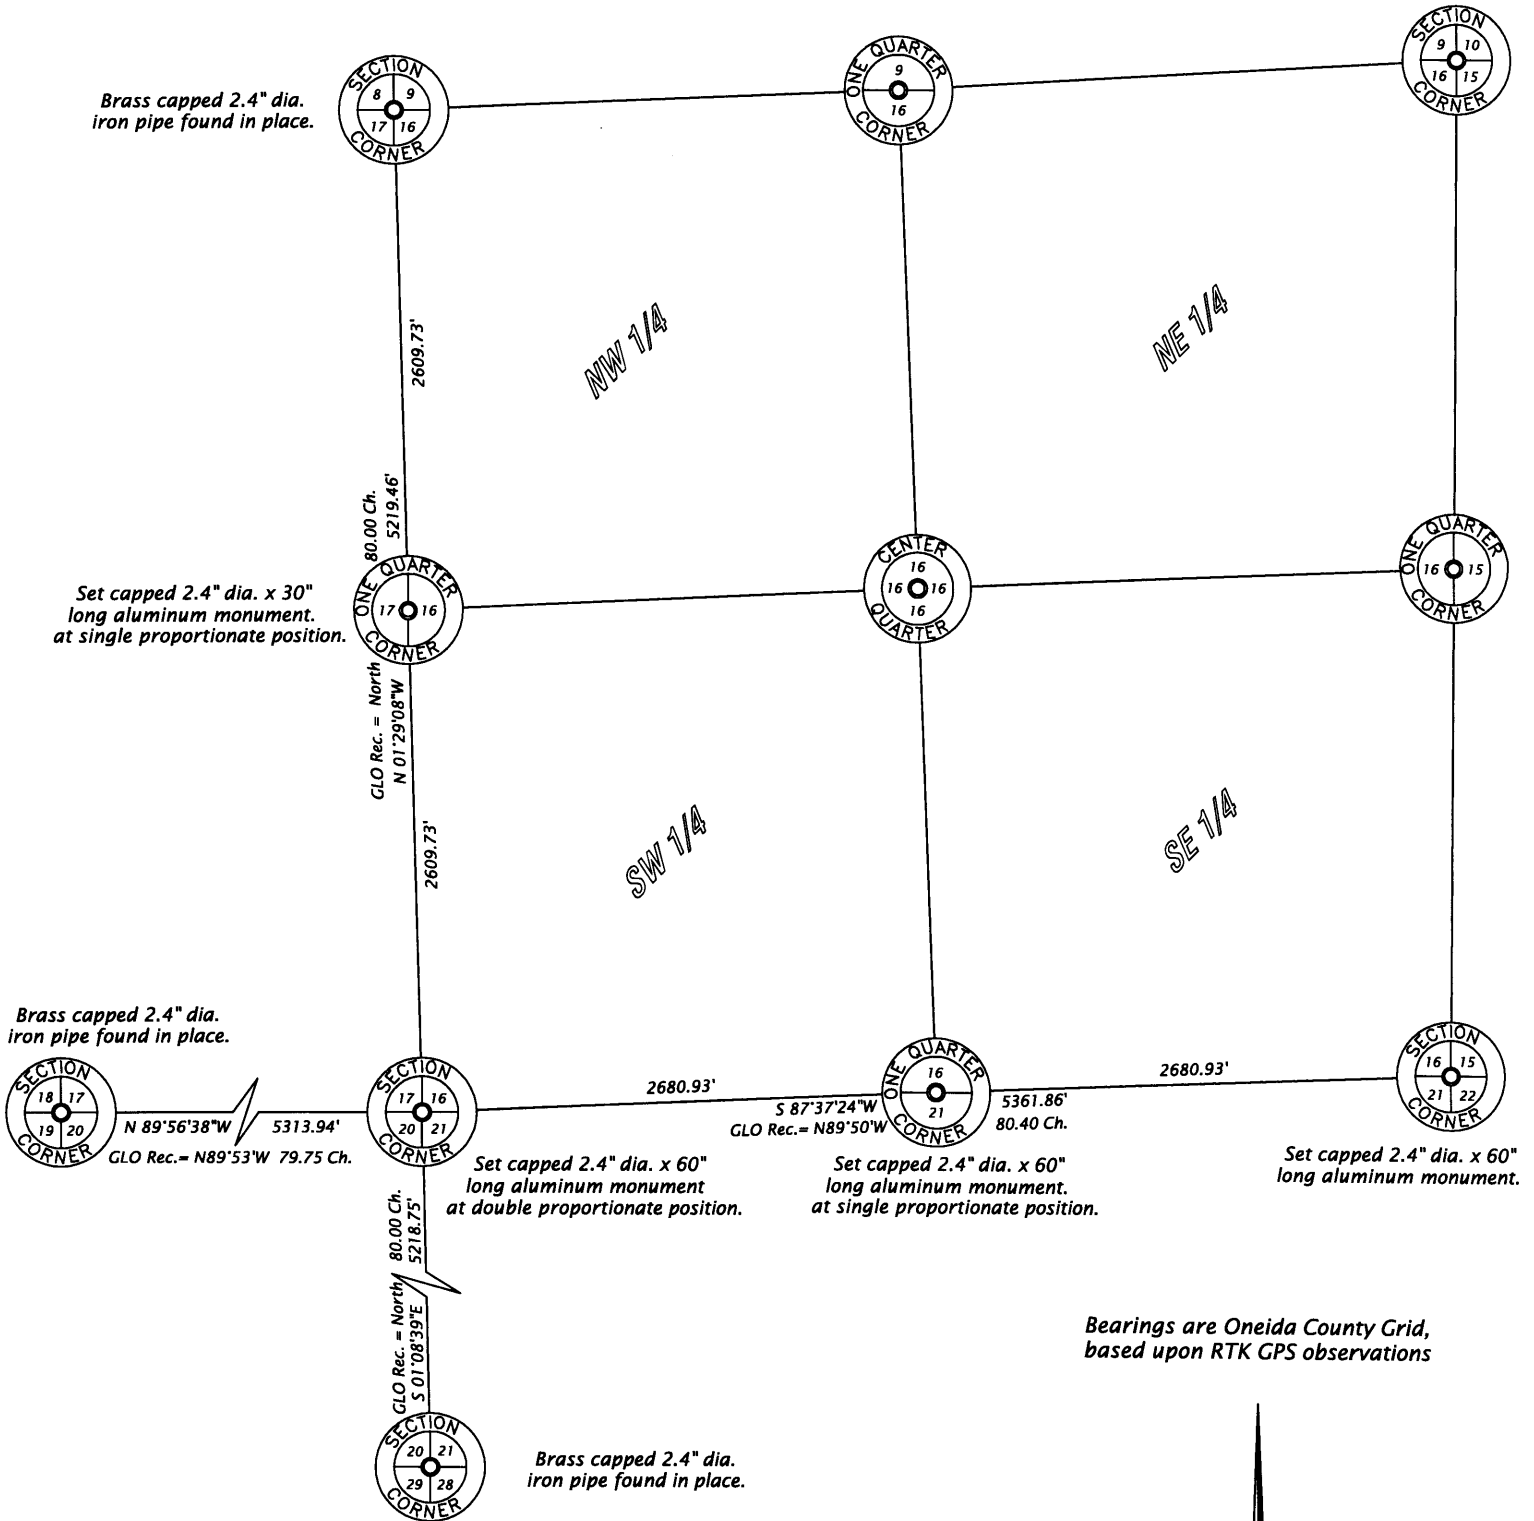 SECTION
8 9
17 16
CORNER
Brass capped 2.4" dia.
iron pipe found in place.
ONE QUARTER
9
16
CORNER
SECTION
9 10
16 15
CORNER
2609.73'
NW 1/4
NE 1/4
80.00 Ch.
5219.46'
ONE QUARTER
17 16
CORNER
Set capped 2.4" dia. x 30"
long aluminum monument.
at single proportionate position.
CENTER
16
16 16
16
QUARTER
ONE QUARTER
16 15
CORNER
GLO Rec. = North
N 01°29'08"W
2609.73'
SW 1/4
SE 1/4
Brass capped 2.4" dia.
iron pipe found in place.
SECTION
18 17
19 20
CORNER
N 89°56'38"W 5313.94'
GLO Rec.= N89°53'W 79.75 Ch.
SECTION
17 16
20 21
CORNER
Set capped 2.4" dia. x 60"
long aluminum monument
at double proportionate position.
2680.93'
S 87°37'24"W
GLO Rec.= N89°50'W
ONE QUARTER
16
21
CORNER
Set capped 2.4" dia. x 60"
long aluminum monument.
at single proportionate position.
2680.93'
5361.86'
80.40 Ch.
SECTION
16 15
21 22
CORNER
Set capped 2.4" dia. x 60"
long aluminum monument.
80.00 Ch.
5218.75'
GLO Rec. = North
S 01°08'39"E
SECTION
20 21
29 28
CORNER
Brass capped 2.4" dia.
iron pipe found in place.
Bearings are Oneida County Grid,
based upon RTK GPS observations